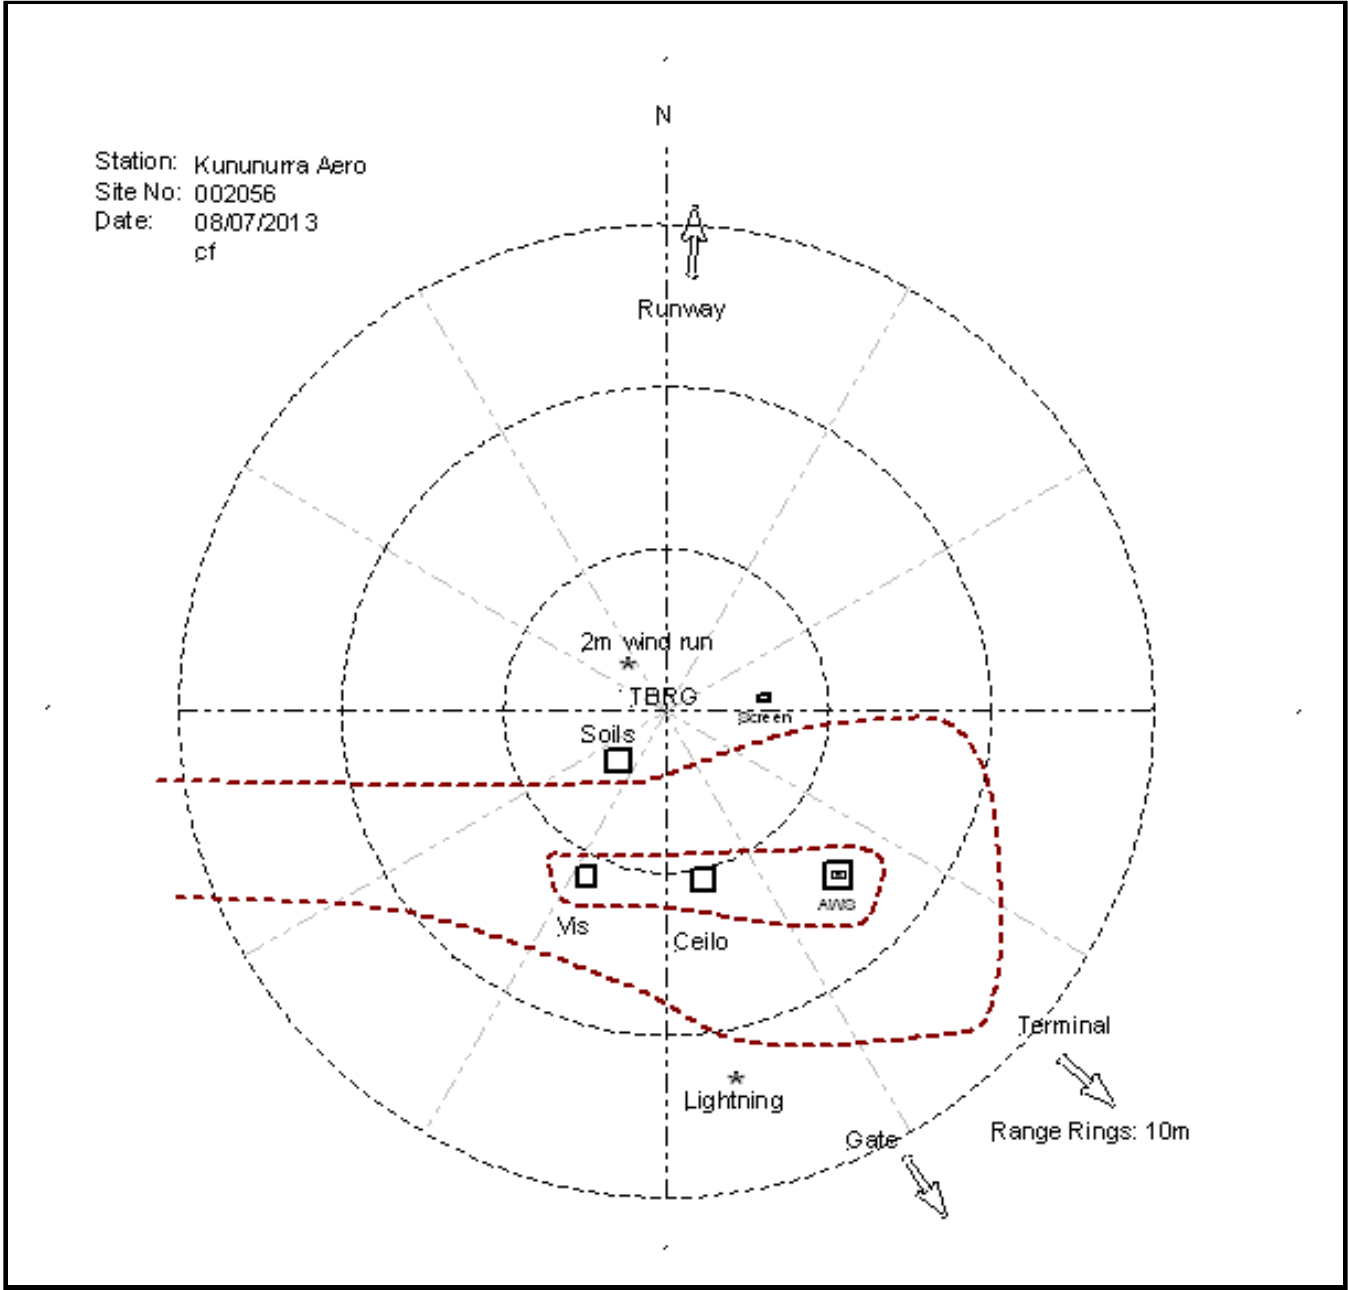 N
Station: Kununurra Aero
Site No: 002056
Date: 08/07/2013
cf
Runway
2m wind run
TBRG
Screen
Soils
AWS
Vis
Ceilo
Terminal
Lightning
Range Rings: 10m
Gate